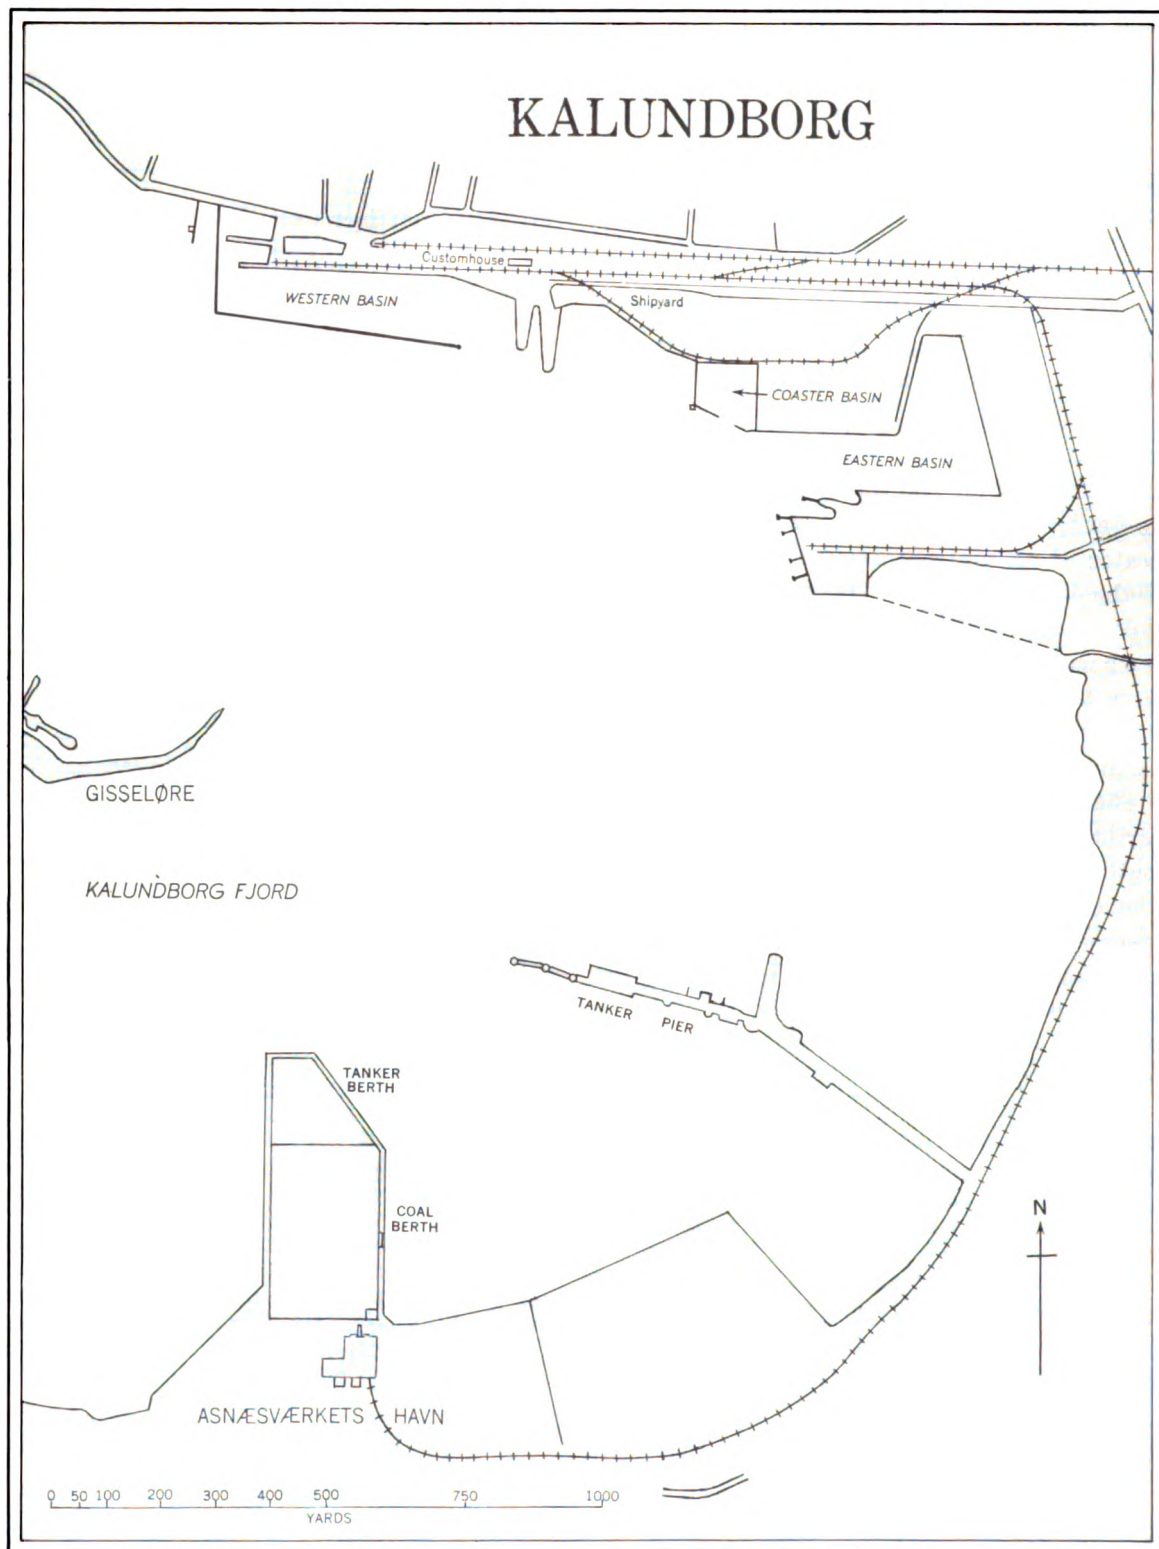 KALUNDBORG
Customhouse
WESTERN BASIN
Shipyard
COASTER BASIN
EASTERN BASIN
GISSELØRE
KALUNDBORG FJORD
TANKER PIER
TANKER
BERTH
COAL
BERTH
N
ASNÆSVÆRKETS HAVN
0 50 100 200 300 400 500 750 1000
YARDS